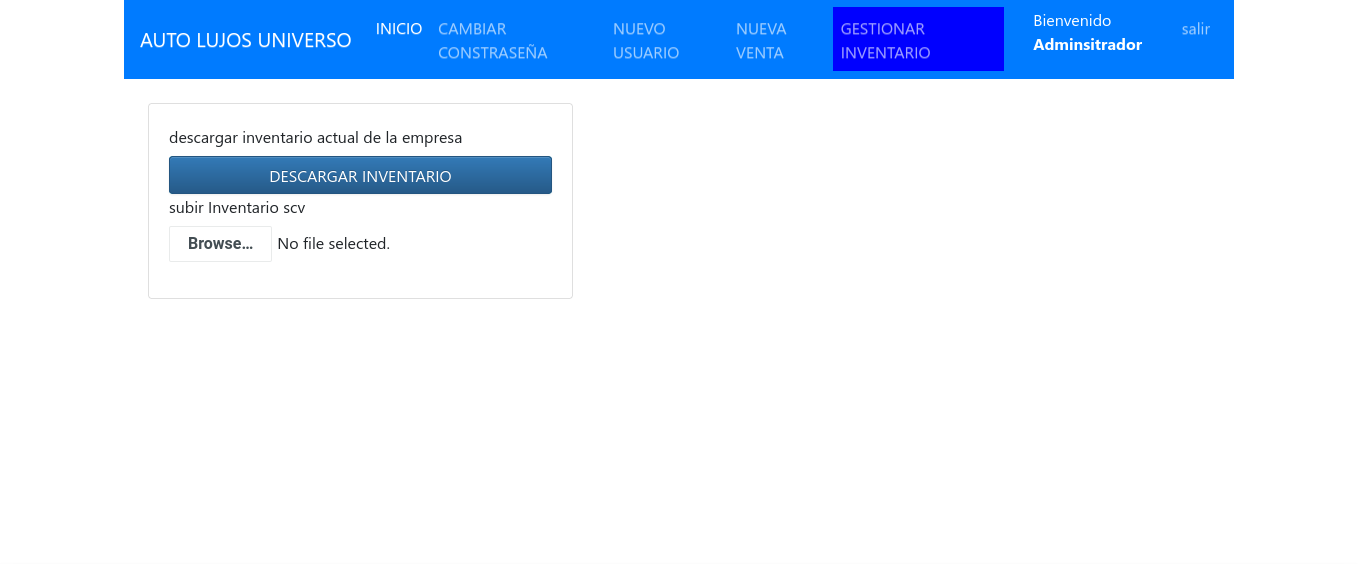 AUTO LUJOS UNIVERSO
INICIO
CAMBIAR
CONSTRASEÑA
NUEVO
USUARIO
NUEVA
VENTA
GESTIONAR
INVENTARIO
Bienvenido
Adminsitrador
salir
descargar inventario actual de la empresa
DESCARGAR INVENTARIO
subir Inventario scv
Browse... No file selected.